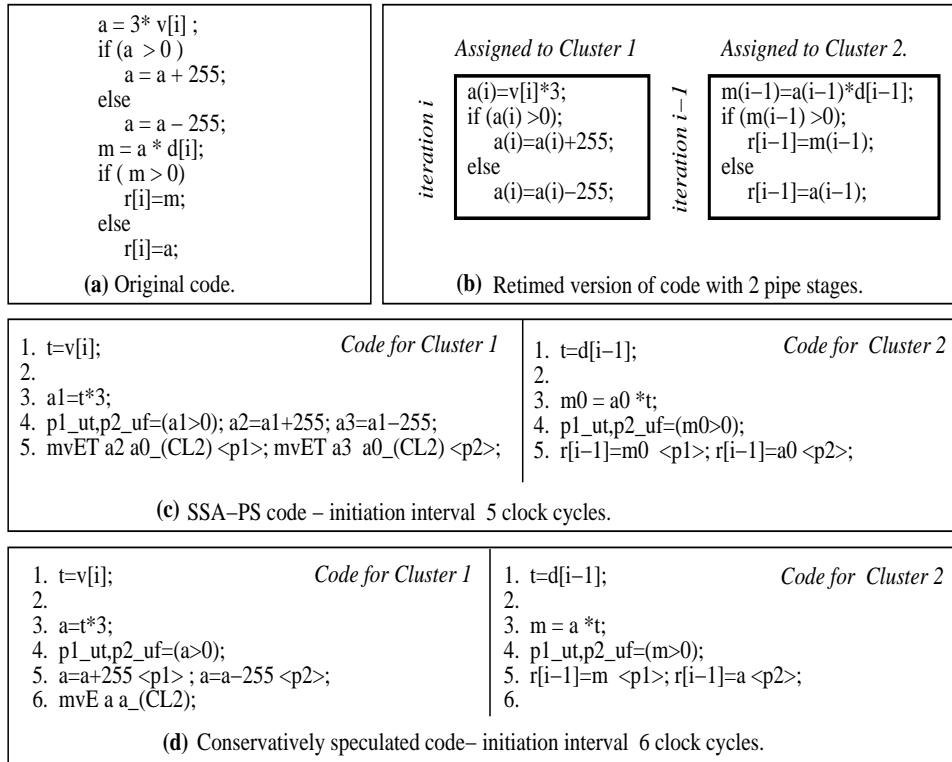 a = 3* v[i] ;
if (a > 0 )
a = a + 255;
else
a = a – 255;
m = a * d[i];
if ( m > 0)
r[i]=m;
else
r[i]=a;
(a) Original code.
Assigned to Cluster 1
iteration i
a(i)=v[i]*3;
if (a(i) >0);
a(i)=a(i)+255;
else
a(i)=a(i)–255;
Assigned to Cluster 2.
iteration i–1
m(i–1)=a(i–1)*d[i–1];
if (m(i–1) >0);
r[i–1]=m(i–1);
else
r[i–1]=a(i–1);
(b) Retimed version of code with 2 pipe stages.
Code for Cluster 1
1. t=v[i];
2.
3. a1=t*3;
4. p1_ut,p2_uf=(a1>0); a2=a1+255; a3=a1–255;
5. mvET a2 a0_(CL2) <p1>; mvET a3 a0_(CL2) <p2>;
Code for Cluster 2
1. t=d[i–1];
2.
3. m0 = a0 *t;
4. p1_ut,p2_uf=(m0>0);
5. r[i–1]=m0 <p1>; r[i–1]=a0 <p2>;
(c) SSA–PS code – initiation interval 5 clock cycles.
Code for Cluster 1
1. t=v[i];
2.
3. a=t*3;
4. p1_ut,p2_uf=(a>0);
5. a=a+255 <p1> ; a=a–255 <p2>;
6. mvE a a_(CL2);
Code for Cluster 2
1. t=d[i–1];
2.
3. m = a *t;
4. p1_ut,p2_uf=(m>0);
5. r[i–1]=m <p1>; r[i–1]=a <p2>;
6.
(d) Conservatively speculated code– initiation interval 6 clock cycles.